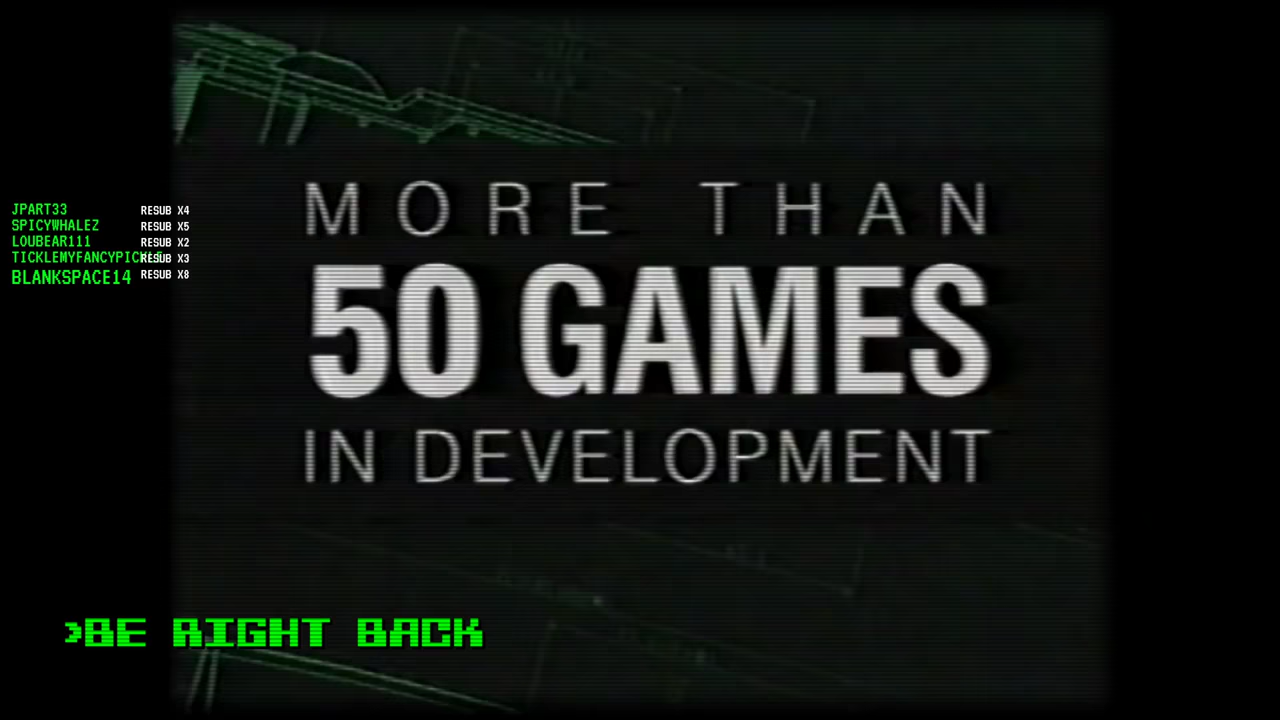 JPART33 RESUB X4
SPICYWHALEZ RESUB X5
LOUBEAR111 RESUB X2
TICKLEMYFANCYPICKLE RESUB X3
BLANKSPACE14 RESUB X8
MORE THAN
50 GAMES
IN DEVELOPMENT
>BE RIGHT BACK